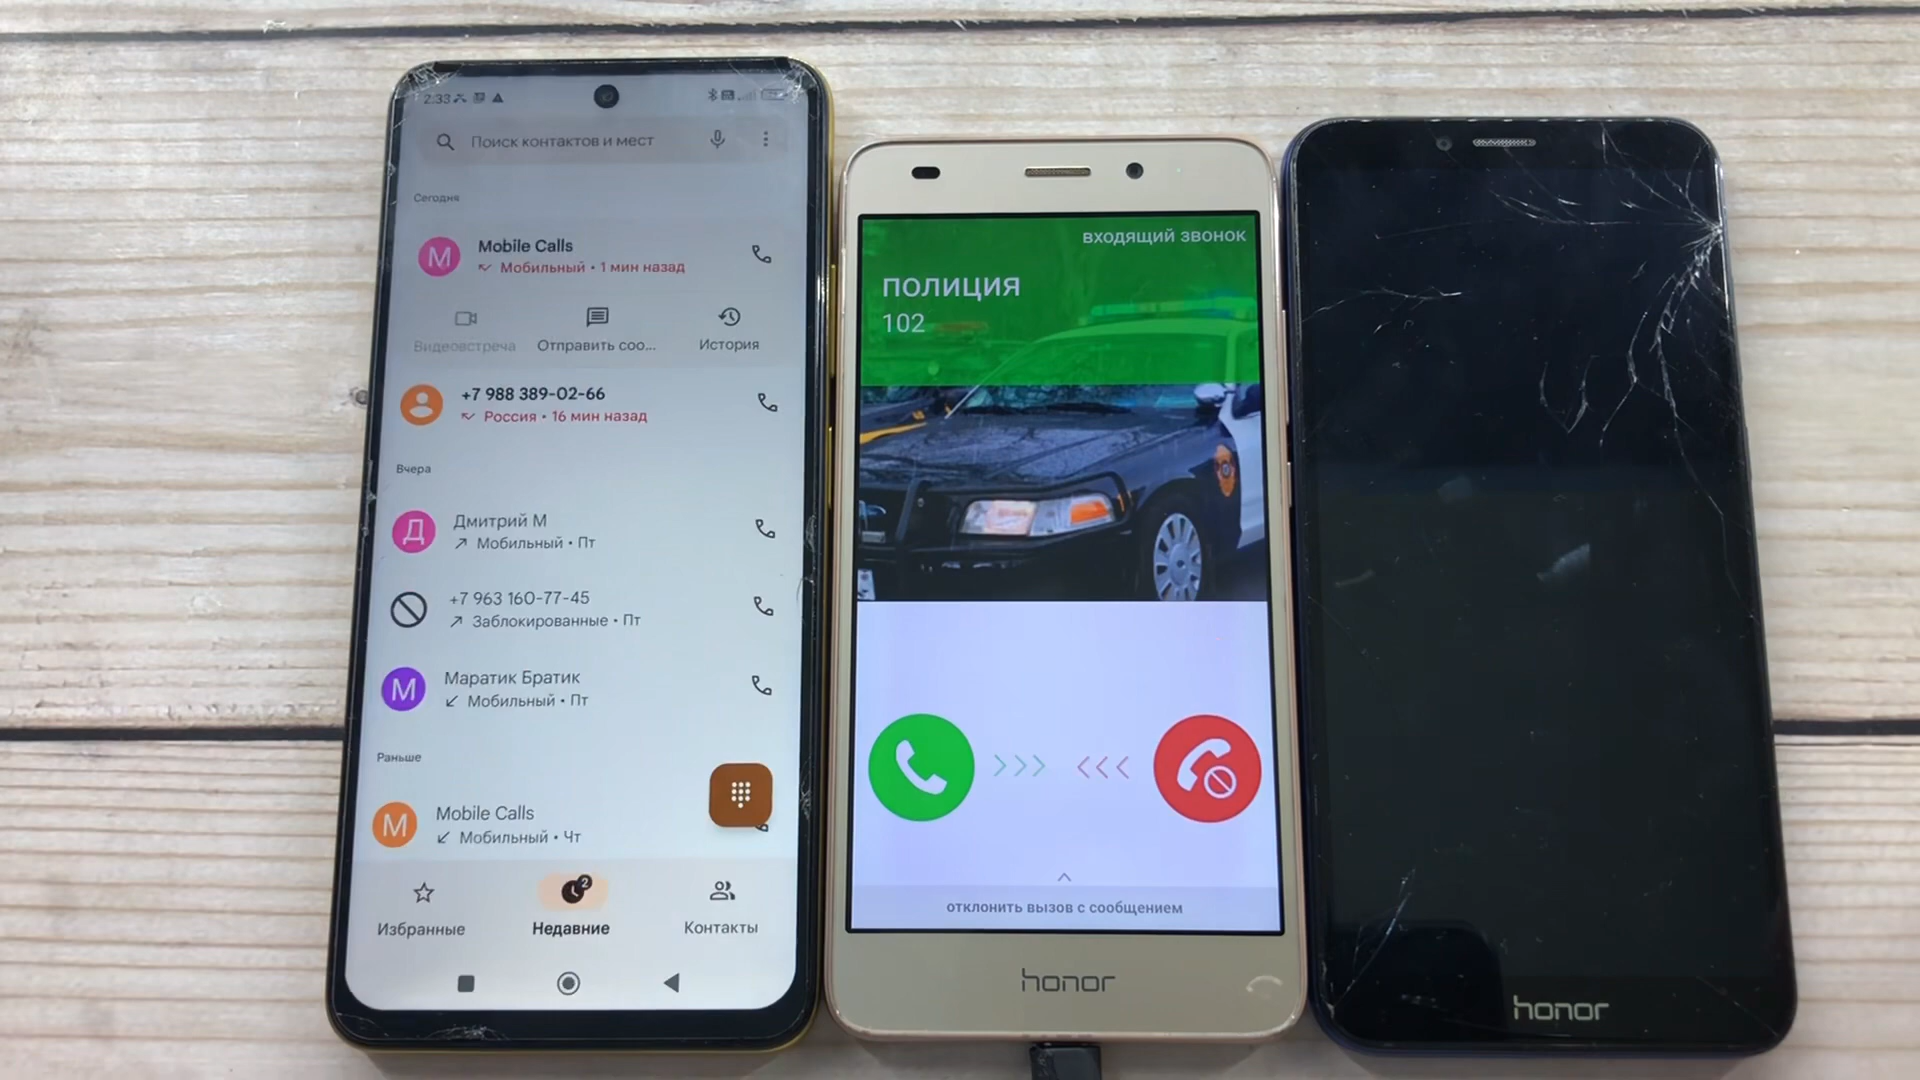 2:33
Поиск контактов и мест
Сегодня
Mobile Calls
Мобильный • 1 мин назад
Видеовстреча
Отправить соо...
История
+7 988 389-02-66
Россия • 16 мин назад
Вчера
Дмитрий М
Мобильный • Пт
+7 963 160-77-45
Заблокированные • Пт
Маратик Братик
Мобильный • Пт
Раньше
Mobile Calls
Мобильный • Чт
2
Избранные
Недавние
Контакты
М
Д
М
М
входящий звонок
ПОЛИЦИЯ
102
отклонить вызов с сообщением
honor
honor